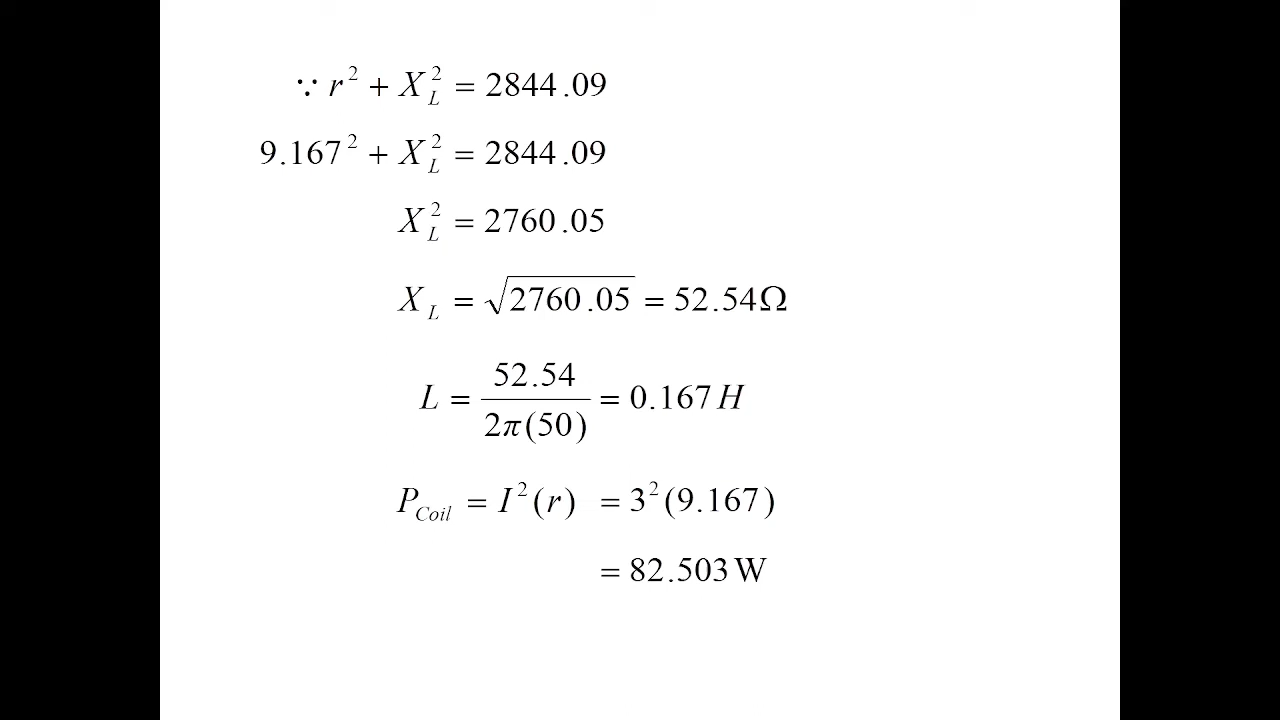 ∵ r² + X_L² = 2844.09
9.167² + X_L² = 2844.09
X_L² = 2760.05
X_L = √2760.05 = 52.54Ω
L = 52.54 / 2π(50) = 0.167 H
P_Coil = I²(r) = 3²(9.167)
= 82.503 W